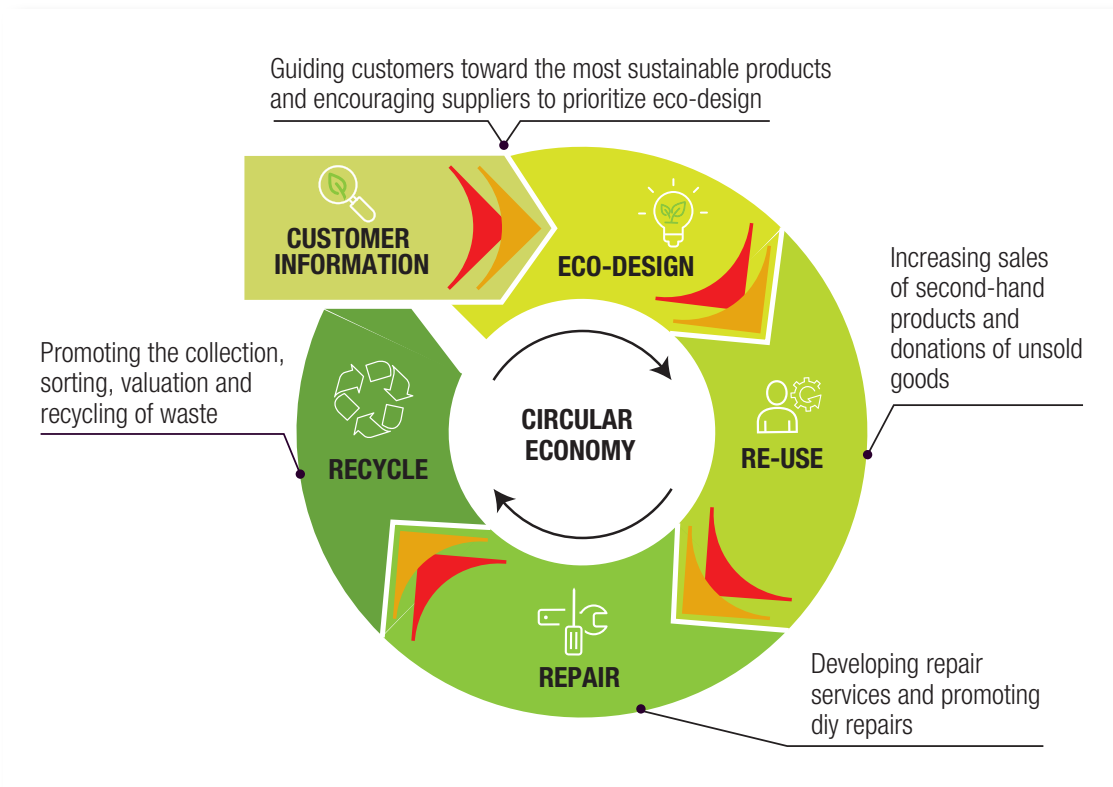 Guiding customers toward the most sustainable products
and encouraging suppliers to prioritize eco-design
CUSTOMER
INFORMATION
ECO-DESIGN
Increasing sales
of second-hand
products and
donations of unsold
goods
Promoting the collection,
sorting, valuation and
recycling of waste
CIRCULAR
ECONOMY
RE-USE
RECYCLE
REPAIR
Developing repair
services and promoting
diy repairs